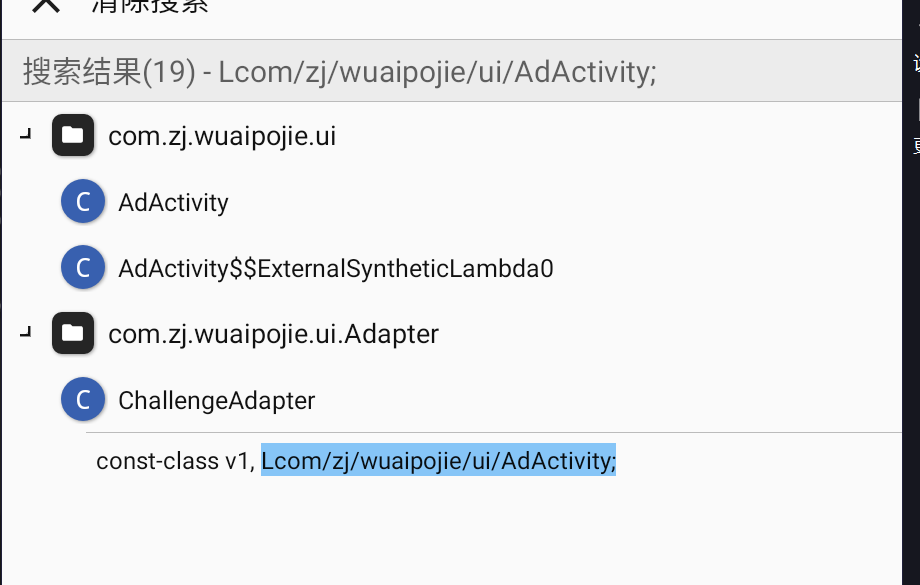 清除搜索
搜索结果(19) - Lcom/zj/wuaipojie/ui/AdActivity;
com.zj.wuaipojie.ui
C AdActivity
C AdActivity$$ExternalSyntheticLambda0
com.zj.wuaipojie.ui.Adapter
C ChallengeAdapter
const-class v1, Lcom/zj/wuaipojie/ui/AdActivity;